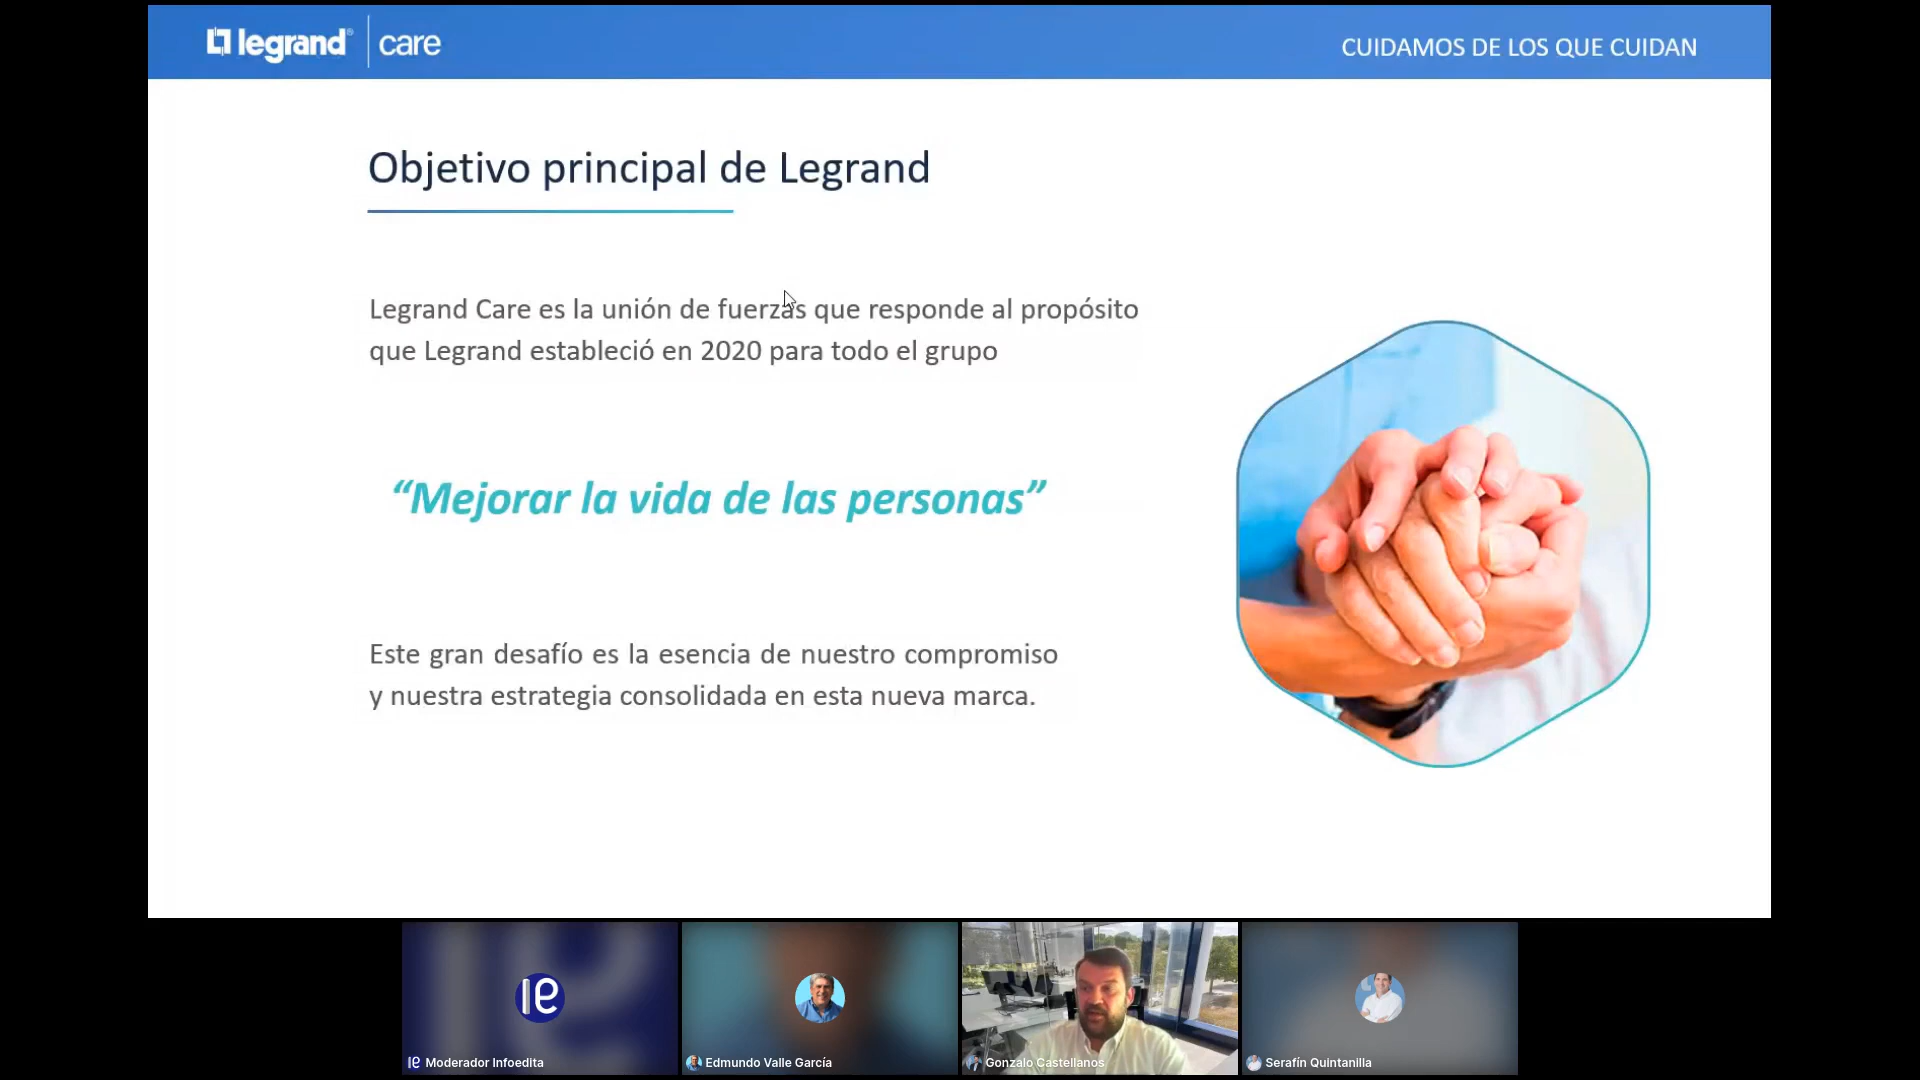 legrand® care
CUIDAMOS DE LOS QUE CUIDAN
Objetivo principal de Legrand
Legrand Care es la unión de fuerzas que responde al propósito
que Legrand estableció en 2020 para todo el grupo
“Mejorar la vida de las personas”
Este gran desafío es la esencia de nuestro compromiso
y nuestra estrategia consolidada en esta nueva marca.
ie
ie Moderador Infoedita
Edmundo Valle García
Gonzalo Castellanos
Serafín Quintanilla